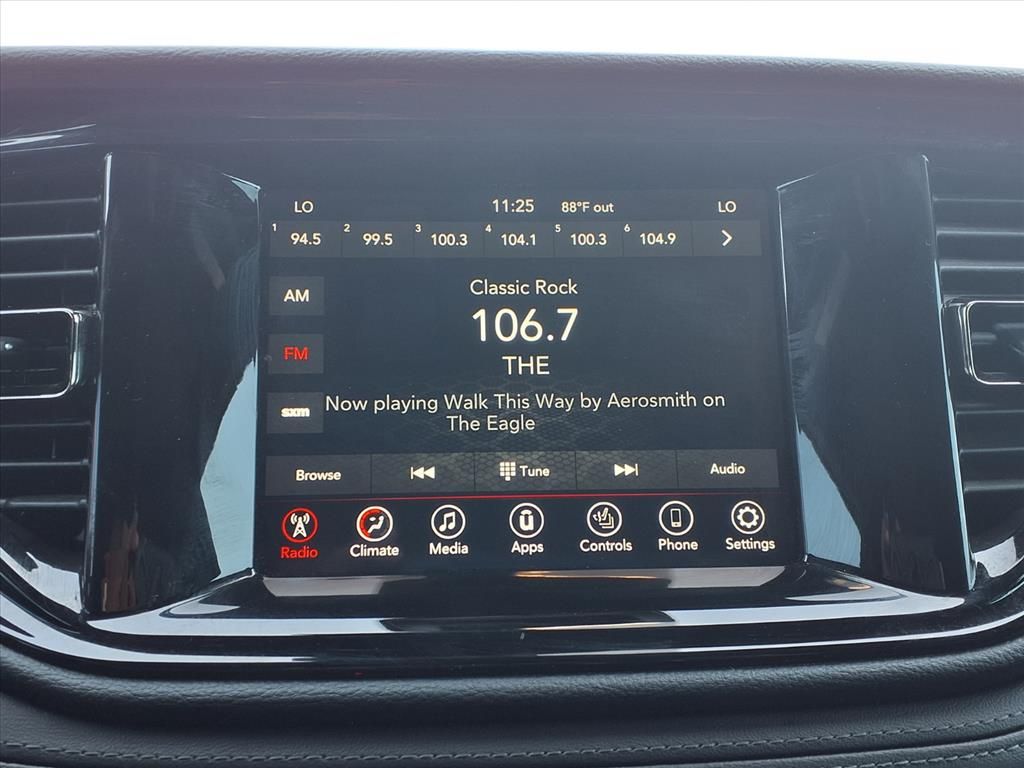 LO 11:25 88°F out LO
1 94.5 2 99.5 3 100.3 4 104.1 5 100.3 6 104.9
AM
Classic Rock
106.7
FM
THE
sxm
Now playing Walk This Way by Aerosmith on
The Eagle
Browse Tune Audio
Radio Climate Media Apps Controls Phone Settings